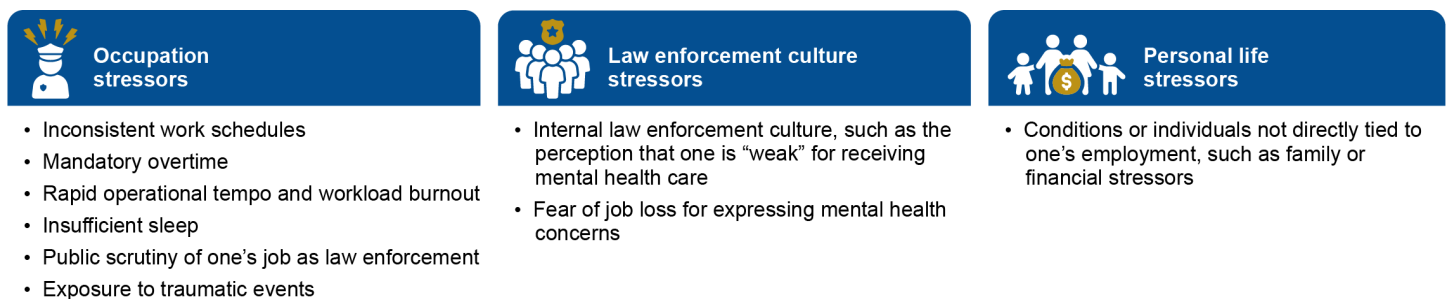 Occupation
stressors
• Inconsistent work schedules
• Mandatory overtime
• Rapid operational tempo and workload burnout
• Insufficient sleep
• Public scrutiny of one’s job as law enforcement
• Exposure to traumatic events
Law enforcement culture
stressors
• Internal law enforcement culture, such as the
perception that one is “weak” for receiving
mental health care
• Fear of job loss for expressing mental health
concerns
Personal life
stressors
$
• Conditions or individuals not directly tied to
one’s employment, such as family or
financial stressors